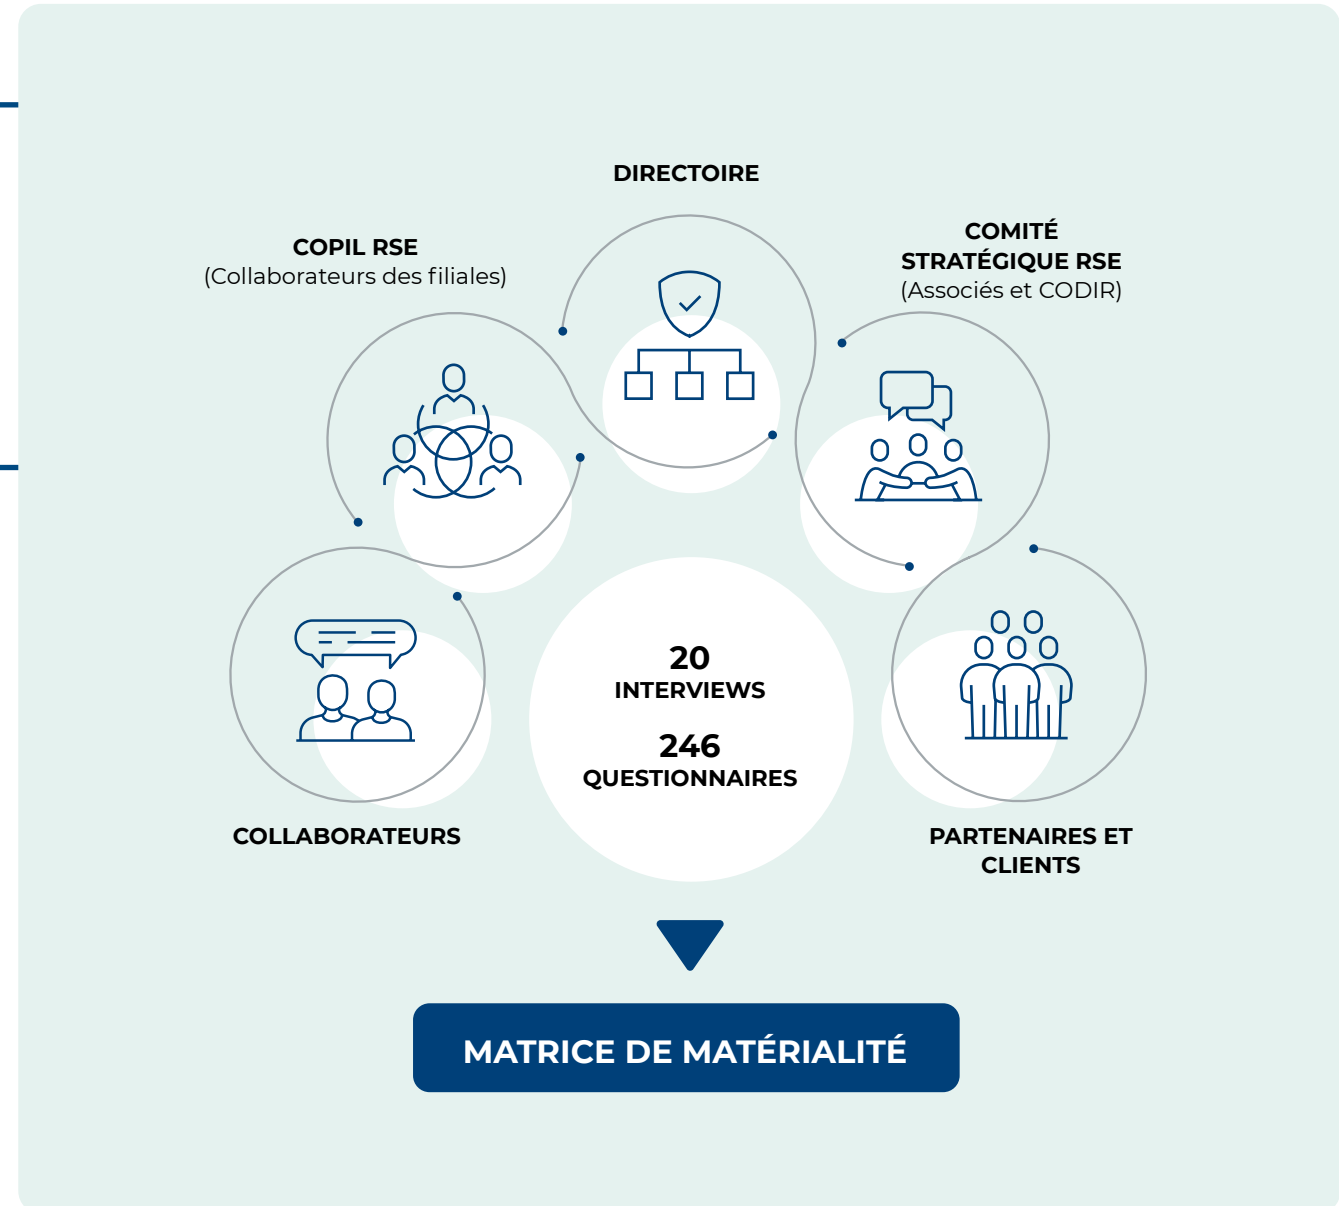 DIRECTOIRE
COPIL RSE
(Collaborateurs des filiales)
COMITÉ
STRATÉGIQUE RSE
(Associés et CODIR)
20
INTERVIEWS
246
QUESTIONNAIRES
COLLABORATEURS
PARTENAIRES ET
CLIENTS
MATRICE DE MATÉRIALITÉ